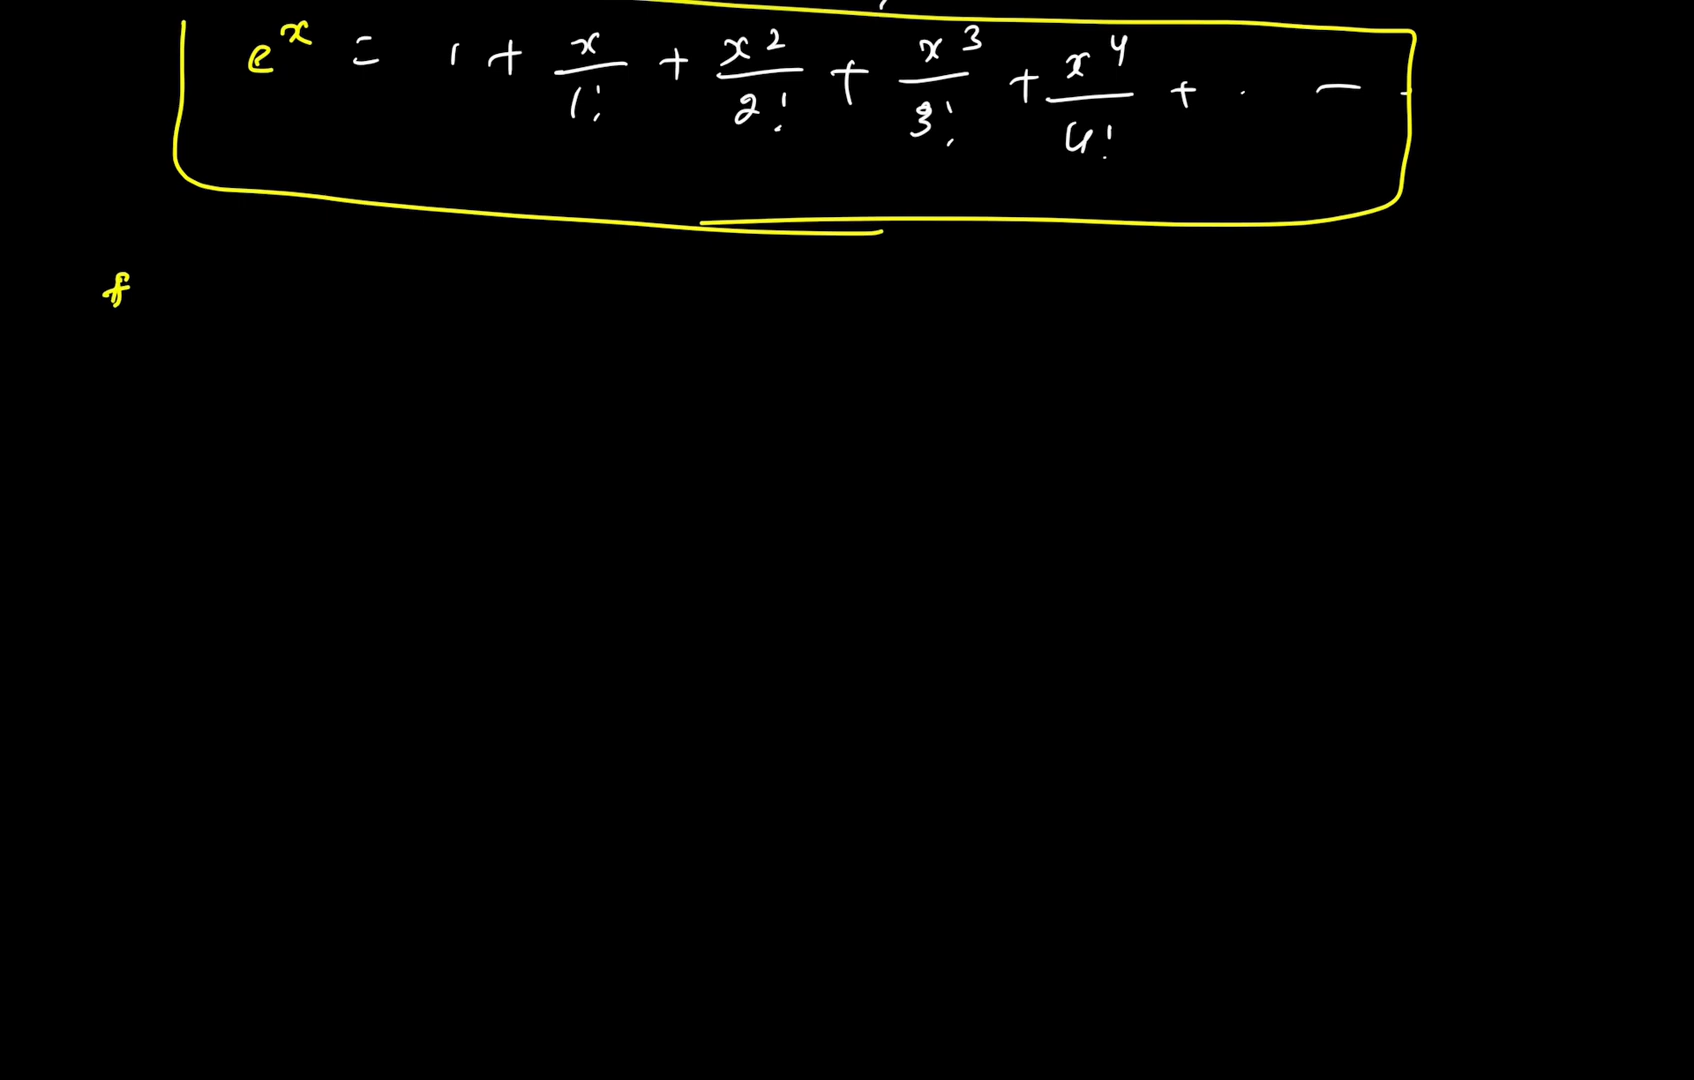 e^x = 1 + x/1! + x^2/2! + x^3/3! + x^4/4! + . —
f